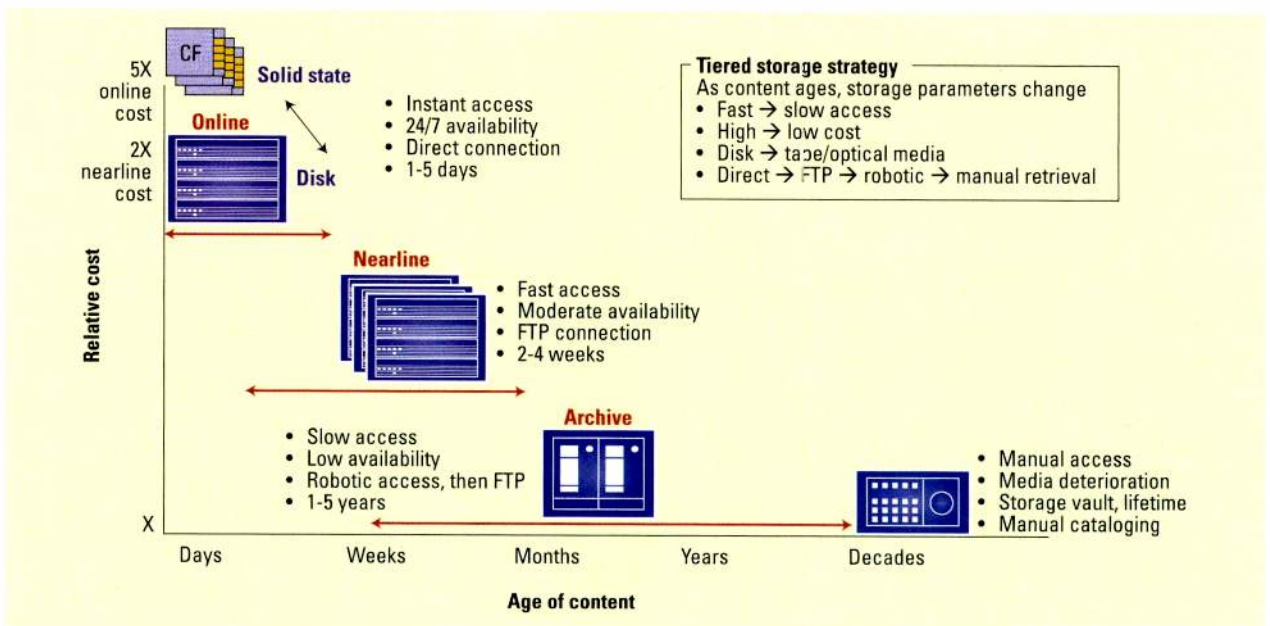 CF
Solid state
5X
online
cost
Online
2X
nearline
cost
Disk
• Instant access
• 24/7 availability
• Direct connection
• 1-5 days
Tiered storage strategy
As content ages, storage parameters change
• Fast → slow access
• High → low cost
• Disk → tape/optical media
• Direct → FTP → robotic → manual retrieval
Relative cost
Nearline
• Fast access
• Moderate availability
• FTP connection
• 2-4 weeks
Archive
• Slow access
• Low availability
• Robotic access, then FTP
• 1-5 years
• Manual access
• Media deterioration
• Storage vault, lifetime
• Manual cataloging
X
Days
Weeks
Months
Years
Decades
Age of content